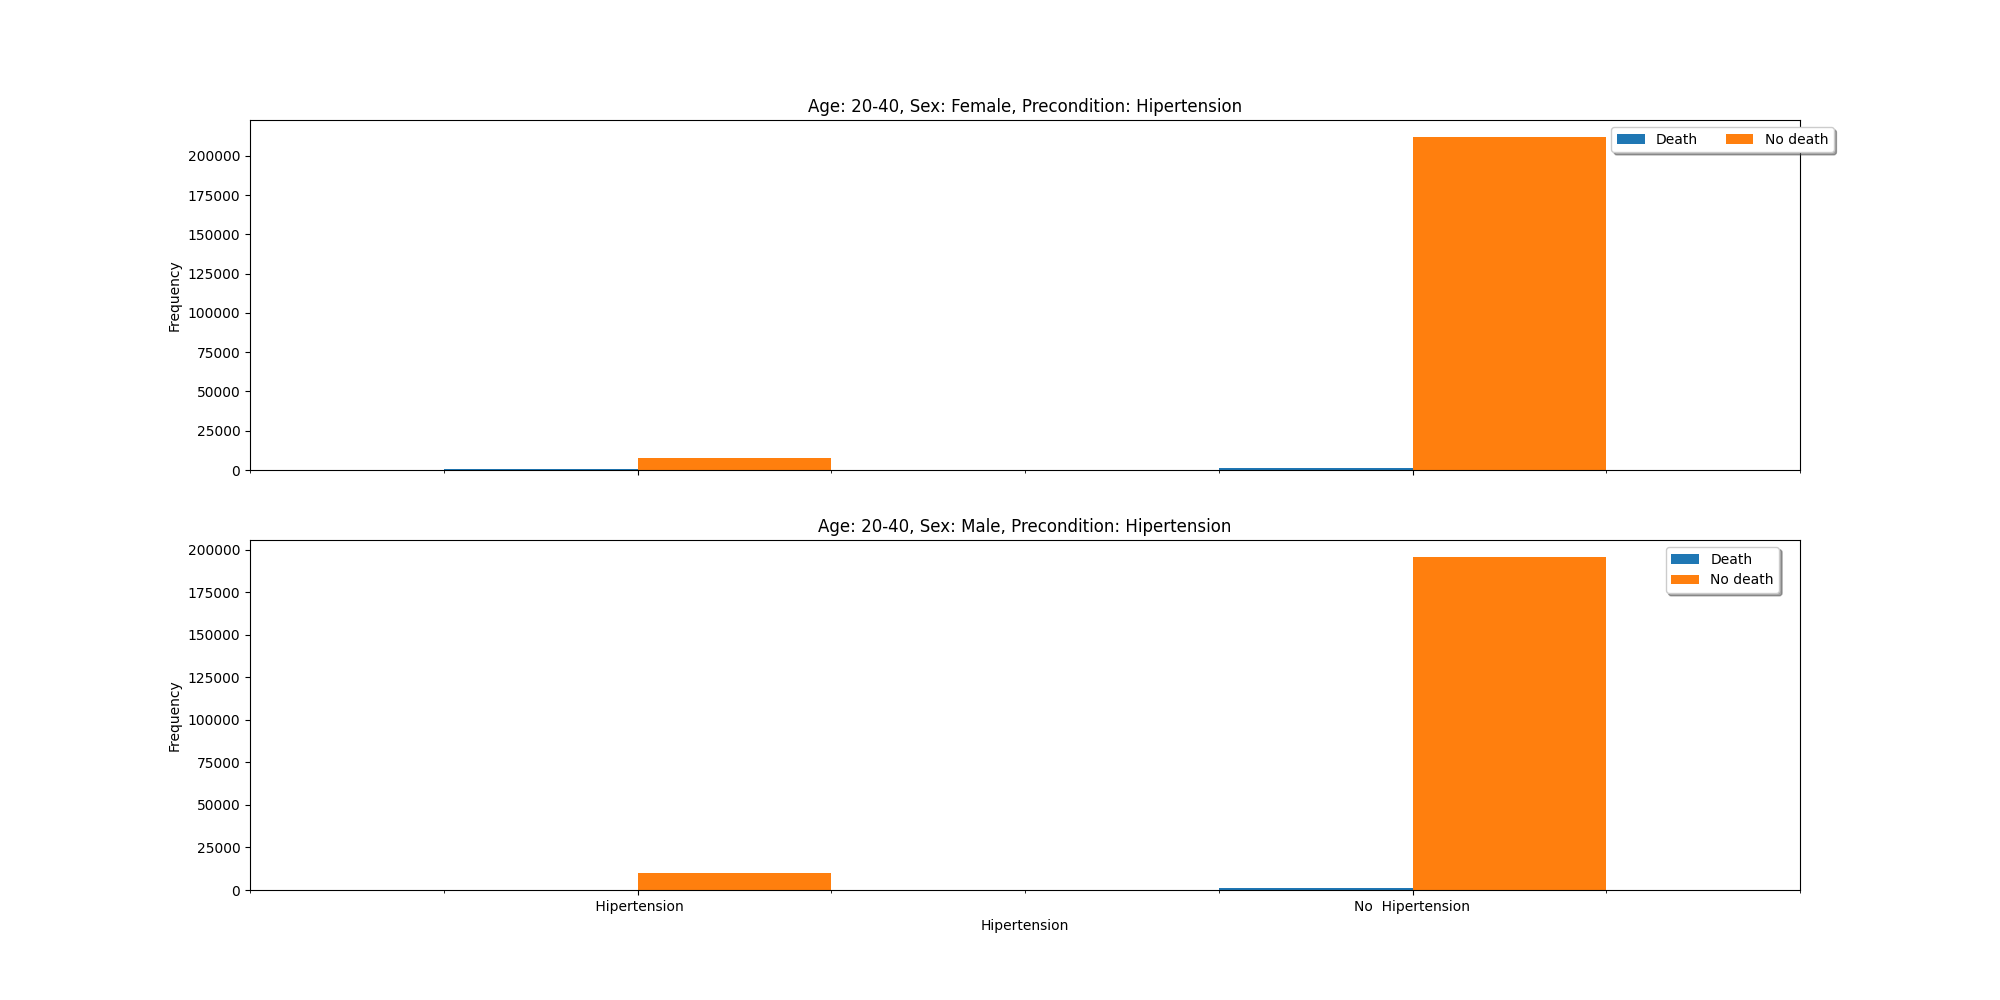 Age: 20-40, Sex: Female, Precondition: Hipertension
Death No death
200000
175000
150000
125000
100000
75000
50000
25000
0
Frequency
Age: 20-40, Sex: Male, Precondition: Hipertension
Death
No death
200000
175000
150000
125000
100000
75000
50000
25000
0
Frequency
Hipertension No  Hipertension
Hipertension